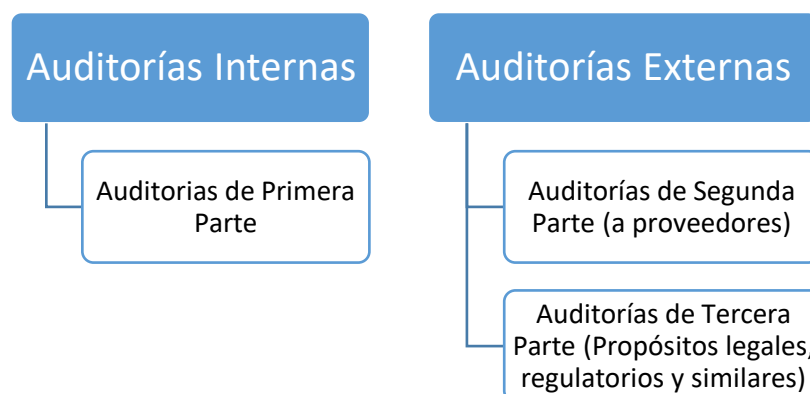 Auditorías Internas
Auditorias de Primera
Parte
Auditorías Externas
Auditorías de Segunda
Parte (a proveedores)
Auditorías de Tercera
Parte (Propósitos legales,
regulatorios y similares)